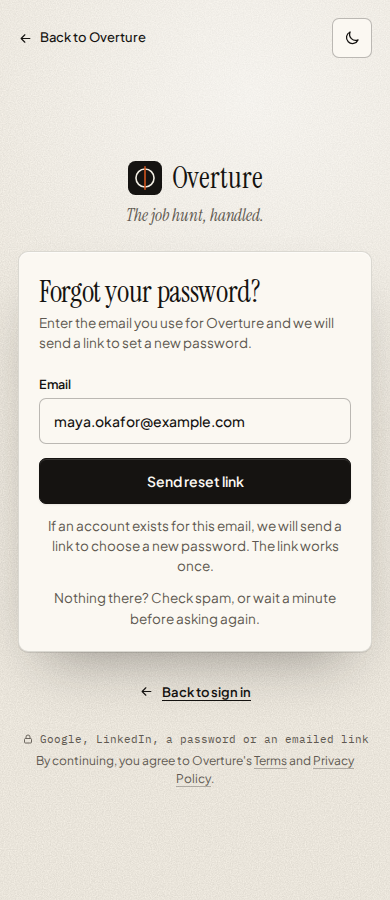 ← Back to Overture
Overture
The job hunt, handled.
Forgot your password?
Enter the email you use for Overture and we will
send a link to set a new password.
Email
maya.okafor@example.com
Send reset link
If an account exists for this email, we will send a
link to choose a new password. The link works
once.
Nothing there? Check spam, or wait a minute
before asking again.
← Back to sign in
Google, LinkedIn, a password or an emailed link
By continuing, you agree to Overture's Terms and Privacy
Policy.